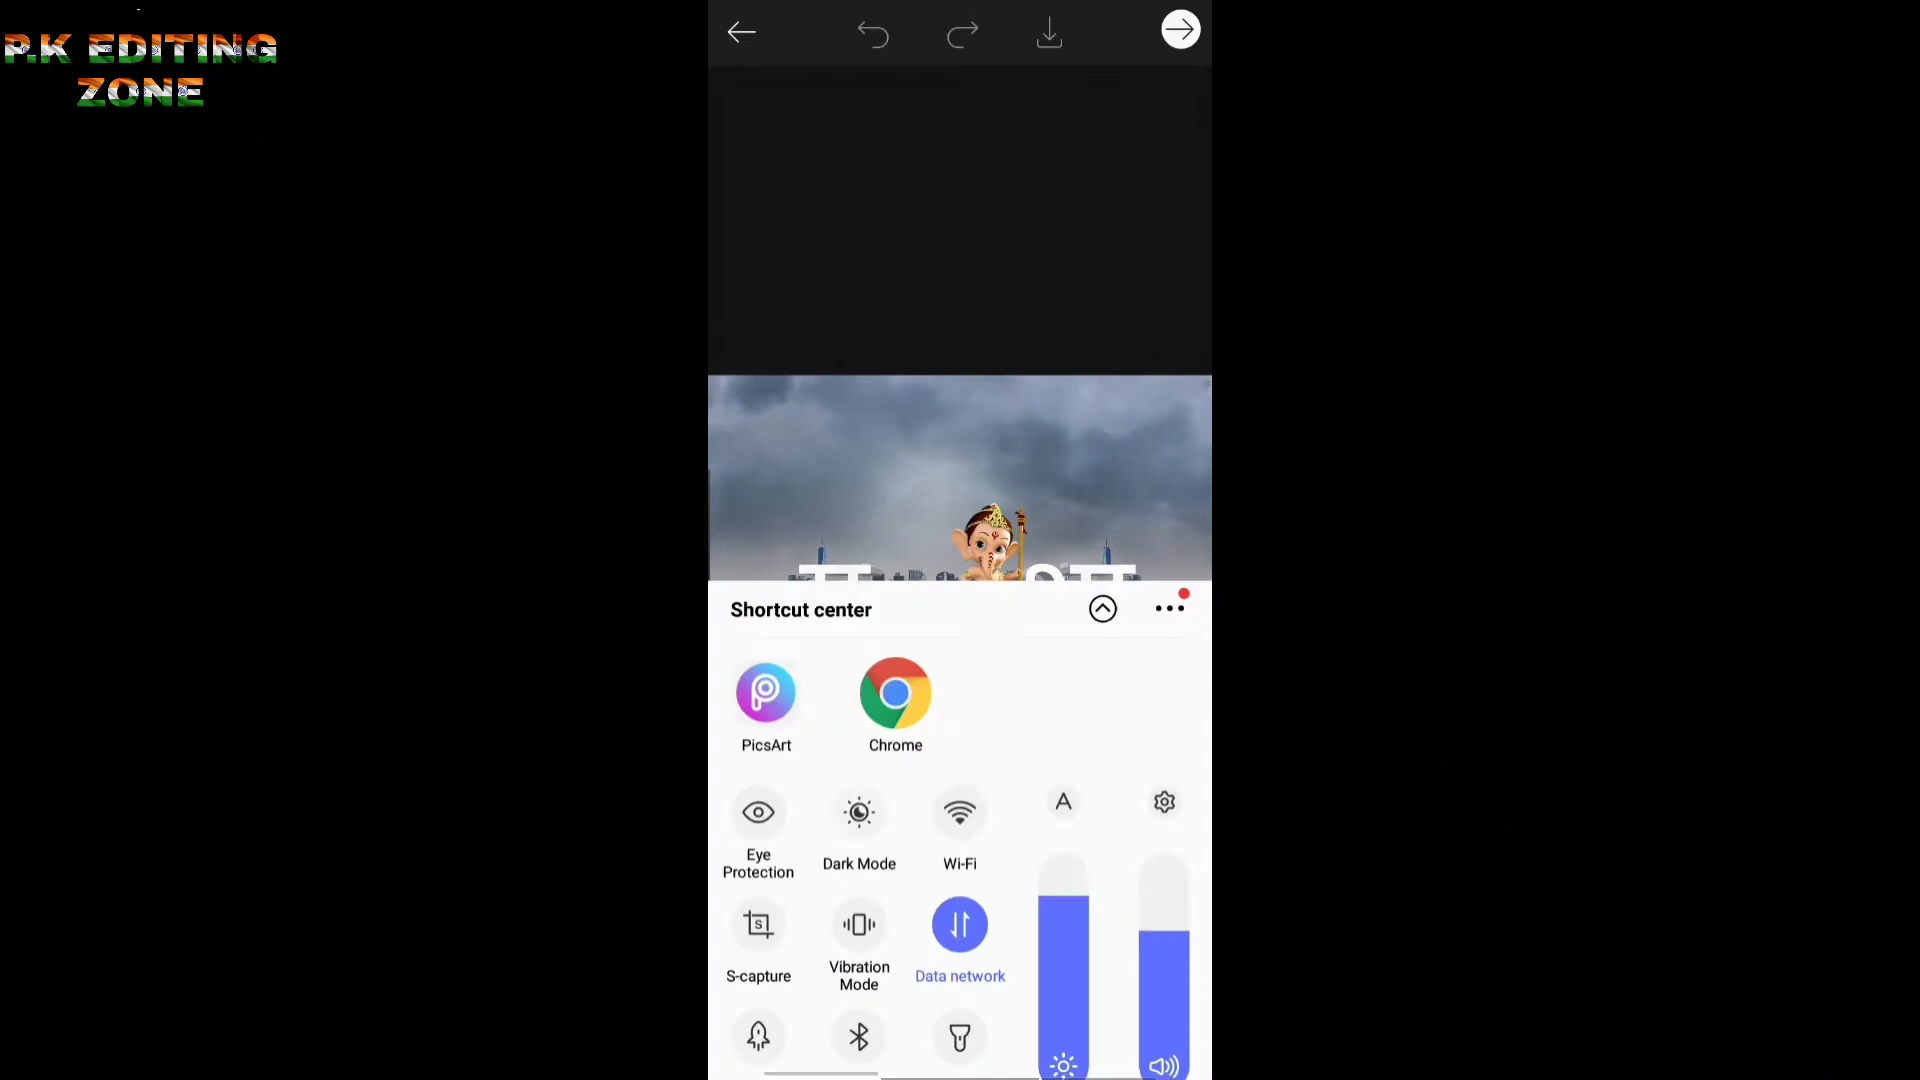 P.K EDITING
ZONE
Shortcut center
PicsArt
Chrome
A
Eye
Protection
Dark Mode
Wi-Fi
S
S-capture
Vibration
Mode
Data network